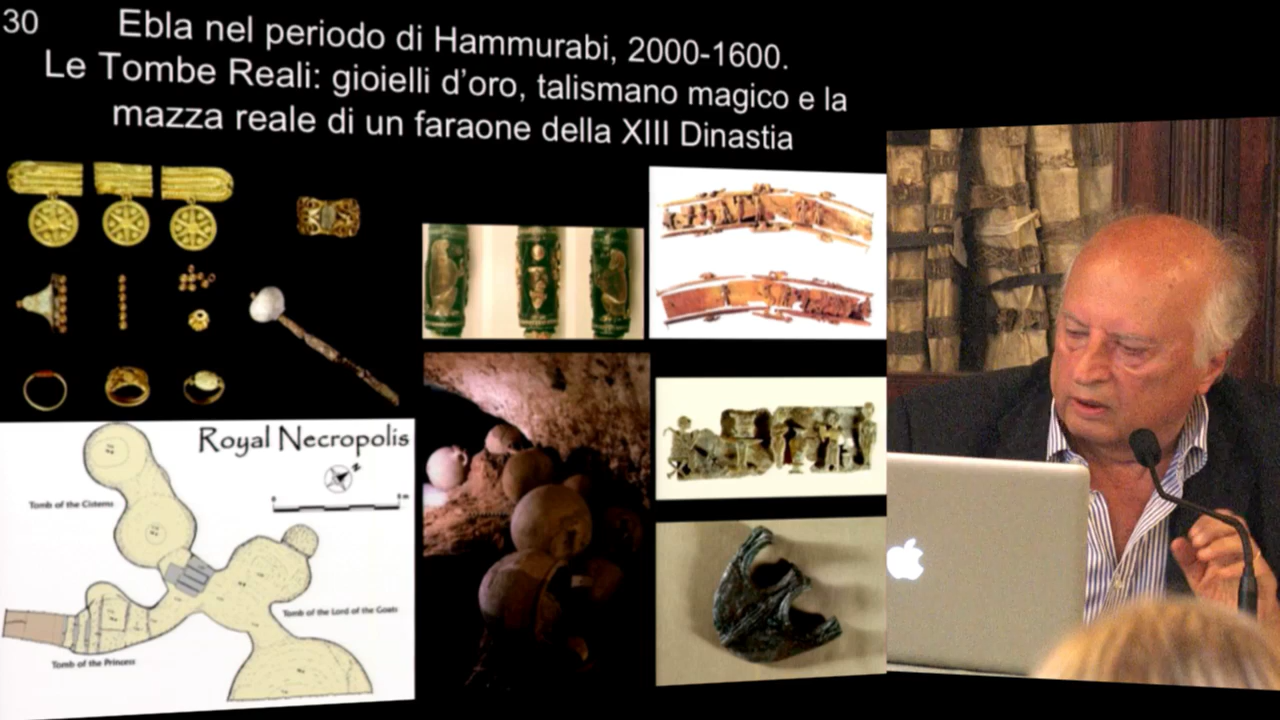 30
Ebla nel periodo di Hammurabi, 2000-1600.
Le Tombe Reali: gioielli d'oro, talismano magico e la
mazza reale di un faraone della XIII Dinastia
Royal Necropolis
Tomb of the Cisterns
Tomb of the Lord of the Goats
Tomb of the Princess